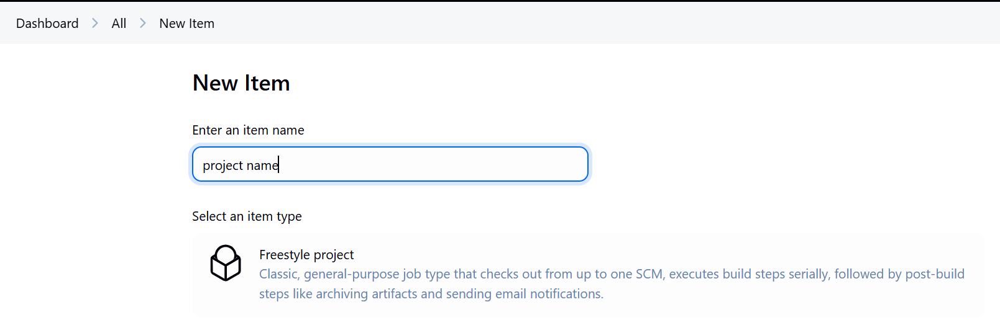 Dashboard > All > New Item
New Item
Enter an item name
project name
Select an item type
Freestyle project
Classic, general-purpose job type that checks out from up to one SCM, executes build steps serially, followed by post-build
steps like archiving artifacts and sending email notifications.